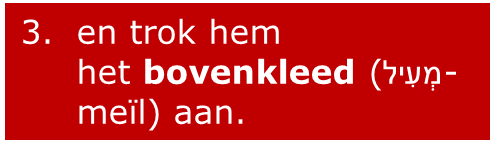 3. en trok hem
het bovenkleed (מְעִיל-
meïl) aan.